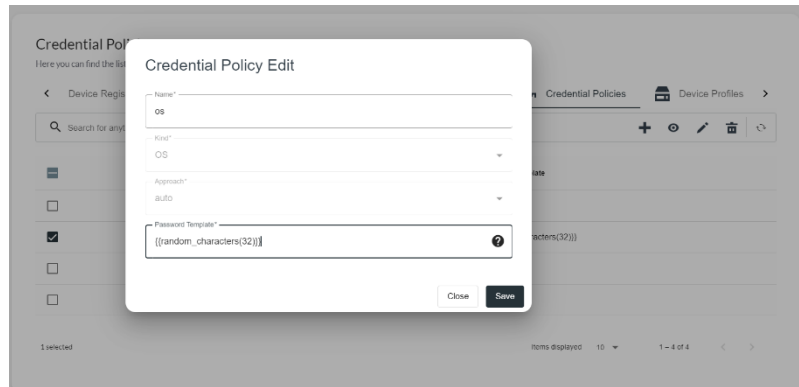 Credential Pol
Here you can find the list
Credential Policy Edit
Device Regis
Credential Policies
Device Profiles
Search for anyt
Name*
os
Kind*
OS
late
Approach*
auto
Password Template*
{{random_characters(32)}}
racters(32)}}
Close
Save
1 selected
Items displayed 10 1 – 4 of 4